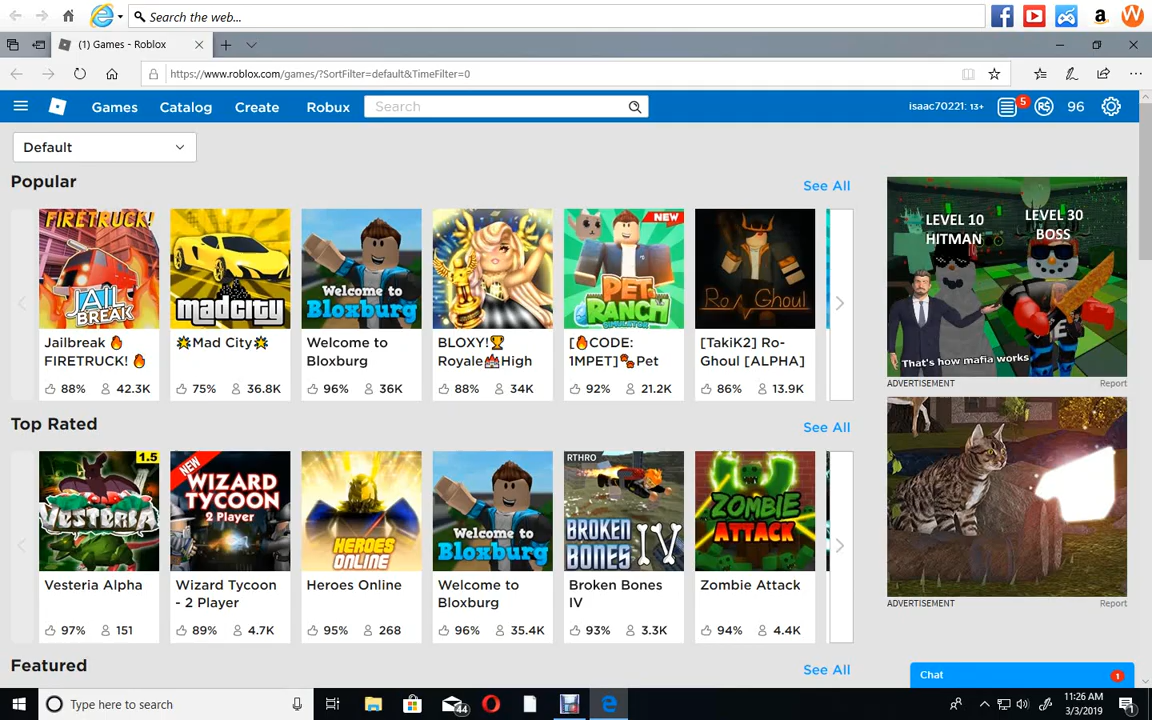 Search the web...
(1) Games - Roblox
https://www.roblox.com/games/?SortFilter=default&TimeFilter=0
Games Catalog Create Robux Search isaac70221: 13+ 5 R$ 96
Default
Popular See All
FIRETRUCK!
JAIL BREAK
madcity
Welcome to Bloxburg
NEW
PET RANCH SIMULATOR
Ro Ghoul
Jailbreak 🔥 FIRETRUCK! 🔥
88% 42.3K
Mad City
75% 36.8K
Welcome to Bloxburg
96% 36K
BLOXY!🏆 Royale🏰High
88% 34K
[🔥CODE: 1MPET]🐾Pet
92% 21.2K
[TakiK2] Ro-Ghoul [ALPHA]
86% 13.9K
LEVEL 10 HITMAN
LEVEL 30 BOSS
That's how mafia works
ADVERTISEMENT Report
Top Rated See All
1.5
VESTERIA
NEW
WIZARD TYCOON
2 Player
HEROES ONLINE
Welcome to Bloxburg
RTHRO
BROKEN BONES IV
ZOMBIE ATTACK
Vesteria Alpha
97% 151
Wizard Tycoon - 2 Player
89% 4.7K
Heroes Online
95% 268
Welcome to Bloxburg
96% 35.4K
Broken Bones IV
93% 3.3K
Zombie Attack
94% 4.4K
ADVERTISEMENT Report
Featured See All
Chat 1
Type here to search
44
11:26 AM
3/3/2019
1